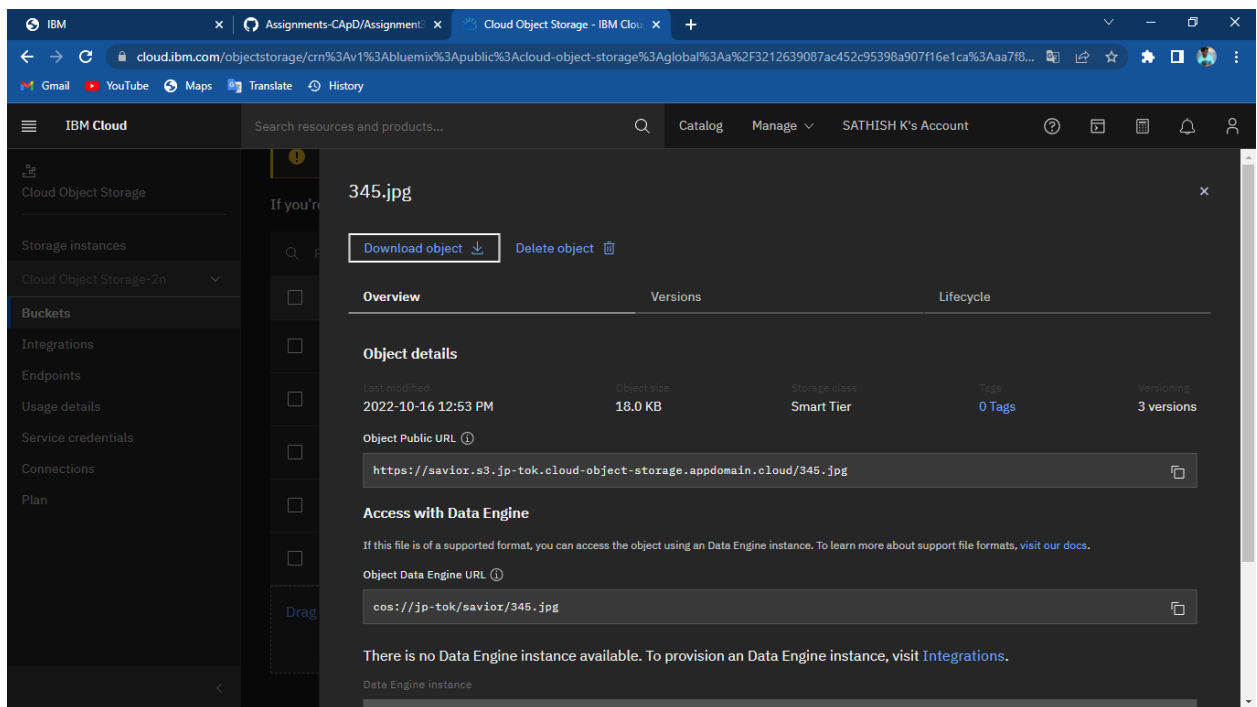 IBM
Assignments-CApD/Assignment3
Cloud Object Storage - IBM Clou
cloud.ibm.com/objectstorage/crn%3Av1%3Abluemix%3Apublic%3Acloud-object-storage%3Aglobal%3Aa%2F3212639087ac452c95398a907f16e1ca%3Aaa7f8...
Gmail YouTube Maps Translate History
IBM Cloud Search resources and products... Catalog Manage SATHISH K's Account
Cloud Object Storage
Storage instances
Cloud Object Storage-2n
Buckets
Integrations
Endpoints
Usage details
Service credentials
Connections
Plan
If you're
Drag
345.jpg
Download object Delete object
Overview Versions Lifecycle
Object details
Last modified Object size Storage class Tags Versioning
2022-10-16 12:53 PM 18.0 KB Smart Tier 0 Tags 3 versions
Object Public URL
https://savior.s3.jp-tok.cloud-object-storage.appdomain.cloud/345.jpg
Access with Data Engine
If this file is of a supported format, you can access the object using an Data Engine instance. To learn more about support file formats, visit our docs.
Object Data Engine URL
cos://jp-tok/savior/345.jpg
There is no Data Engine instance available. To provision an Data Engine instance, visit Integrations.
Data Engine instance